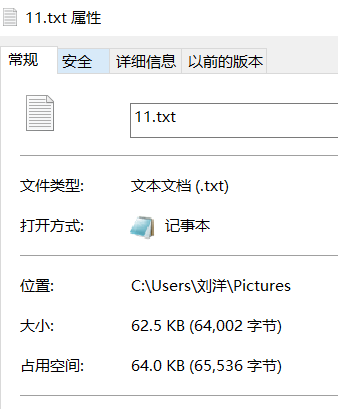 11.txt 属性
常规 安全 详细信息 以前的版本
11.txt
文件类型: 文本文档 (.txt)
打开方式: 记事本
位置: C:\Users\刘洋\Pictures
大小: 62.5 KB (64,002 字节)
占用空间: 64.0 KB (65,536 字节)